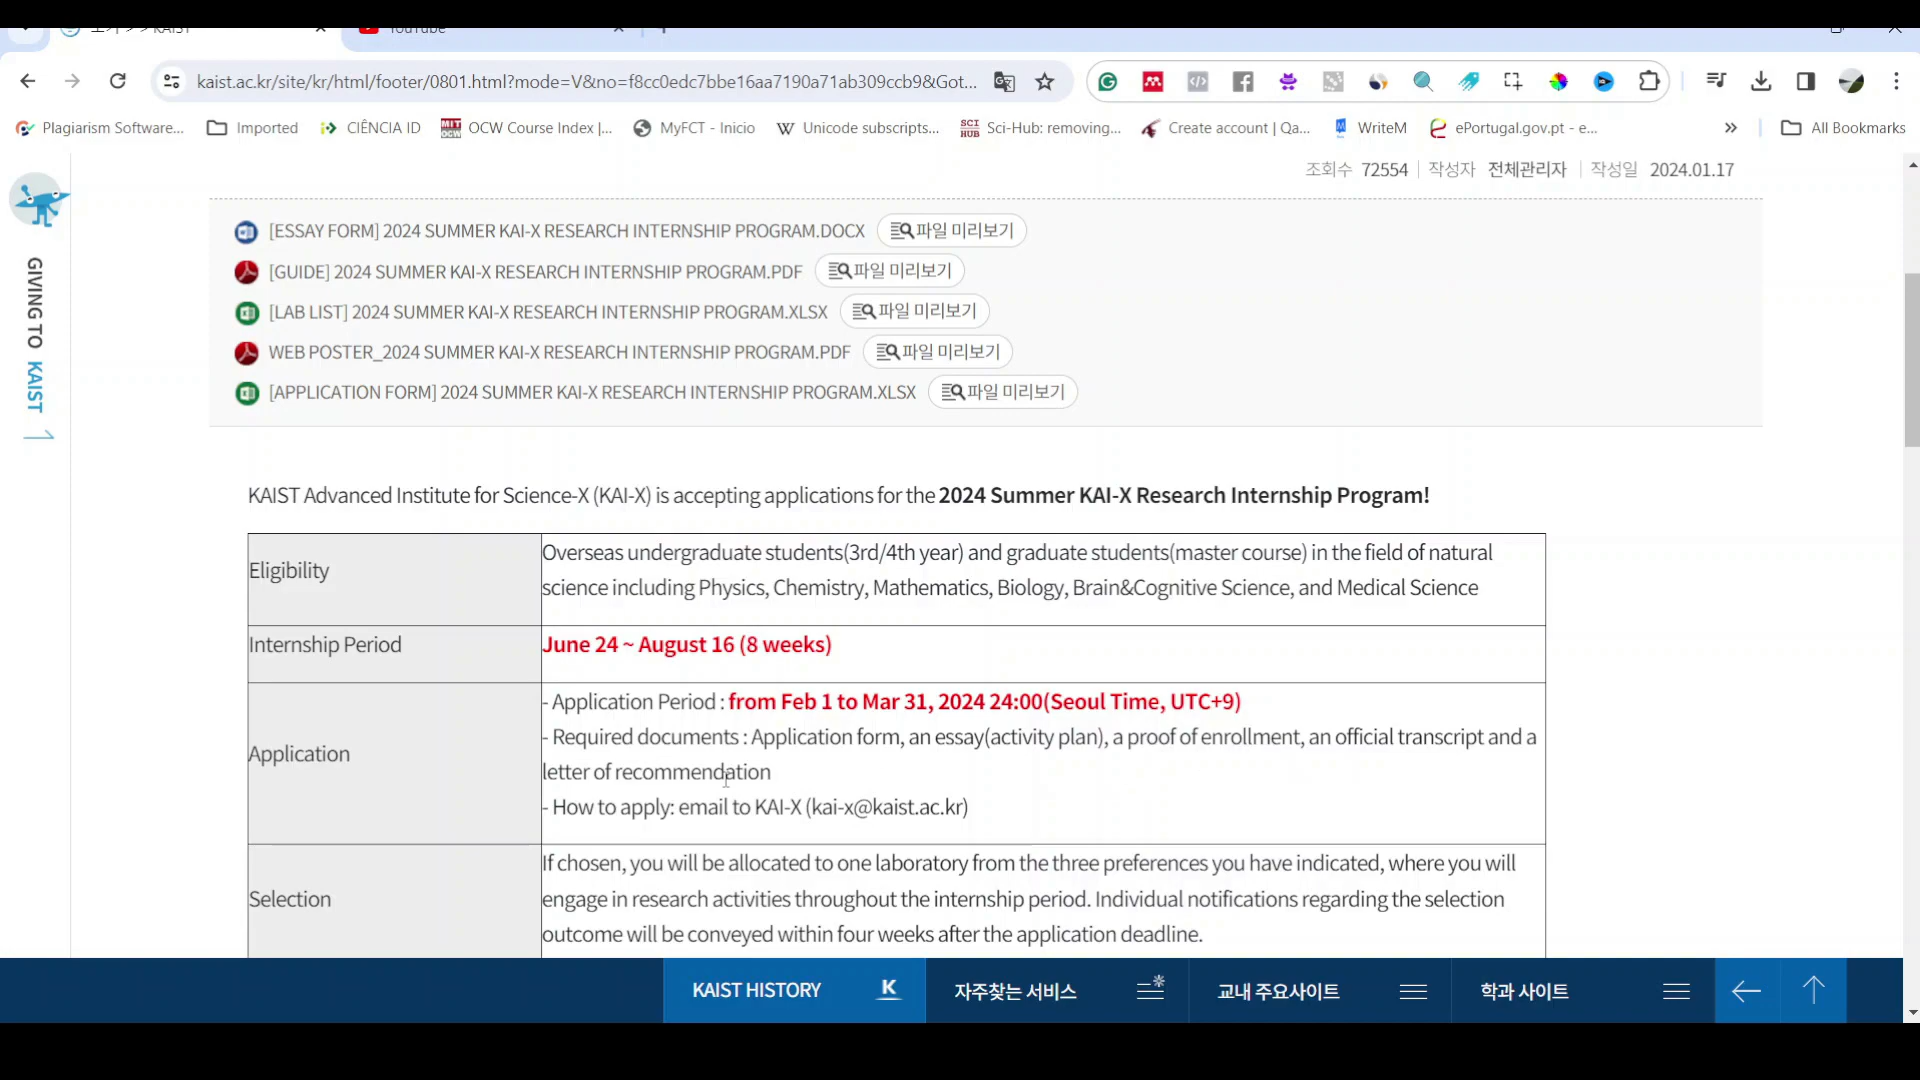 YouTube
kaist.ac.kr/site/kr/html/footer/0801.html?mode=V&no=f8cc0edc7bbe16aa7190a71ab309ccb9&Got...
Plagiarism Software... Imported CIÊNCIA ID OCW Course Index |... MyFCT - Inicio Unicode subscripts... Sci-Hub: removing... Create account | Qa... WriteM ePortugal.gov.pt - e... » All Bookmarks
조회수 72554 작성자 전체관리자 작성일 2024.01.17
GIVING TO KAIST
[ESSAY FORM] 2024 SUMMER KAI-X RESEARCH INTERNSHIP PROGRAM.DOCX 파일 미리보기
[GUIDE] 2024 SUMMER KAI-X RESEARCH INTERNSHIP PROGRAM.PDF 파일 미리보기
[LAB LIST] 2024 SUMMER KAI-X RESEARCH INTERNSHIP PROGRAM.XLSX 파일 미리보기
WEB POSTER_2024 SUMMER KAI-X RESEARCH INTERNSHIP PROGRAM.PDF 파일 미리보기
[APPLICATION FORM] 2024 SUMMER KAI-X RESEARCH INTERNSHIP PROGRAM.XLSX 파일 미리보기
KAIST Advanced Institute for Science-X (KAI-X) is accepting applications for the 2024 Summer KAI-X Research Internship Program!
Eligibility
Overseas undergraduate students(3rd/4th year) and graduate students(master course) in the field of natural
science including Physics, Chemistry, Mathematics, Biology, Brain&Cognitive Science, and Medical Science
Internship Period
June 24 ~ August 16 (8 weeks)
Application
- Application Period : from Feb 1 to Mar 31, 2024 24:00(Seoul Time, UTC+9)
- Required documents : Application form, an essay(activity plan), a proof of enrollment, an official transcript and a
letter of recommendation
- How to apply: email to KAI-X (kai-x@kaist.ac.kr)
Selection
If chosen, you will be allocated to one laboratory from the three preferences you have indicated, where you will
engage in research activities throughout the internship period. Individual notifications regarding the selection
outcome will be conveyed within four weeks after the application deadline.
KAIST HISTORY K 자주찾는 서비스 교내 주요사이트 학과 사이트